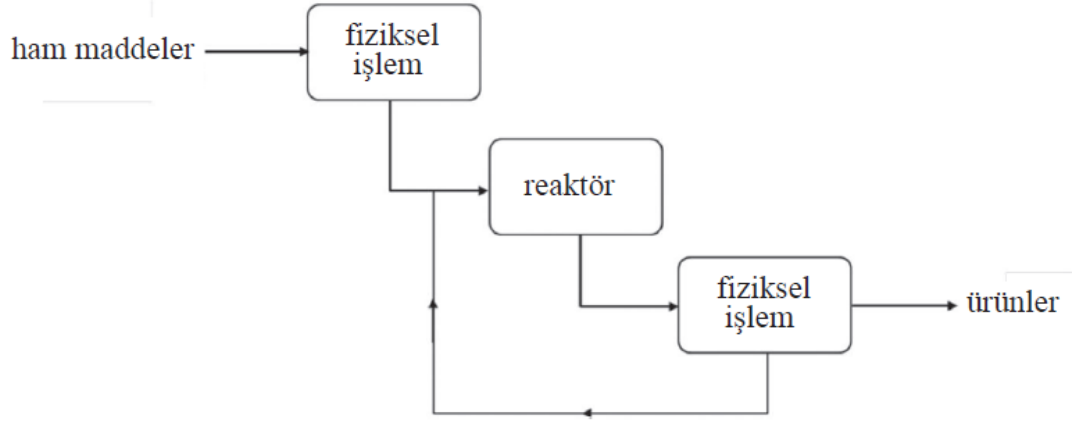 ham maddeler
fiziksel
işlem
reaktör
fiziksel
işlem
ürünler